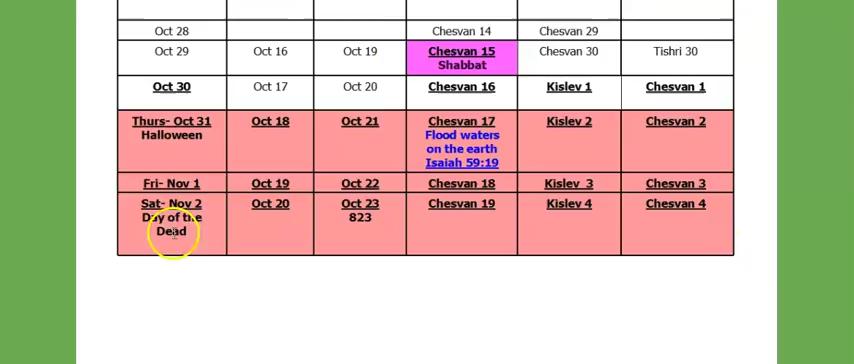 Oct 28 Chesvan 14 Chesvan 29
Oct 29 Oct 16 Oct 19 Chesvan 15 Chesvan 30 Tishri 30
Shabbat
Oct 30 Oct 17 Oct 20 Chesvan 16 Kislev 1 Chesvan 1
Thurs- Oct 31 Oct 18 Oct 21 Chesvan 17 Kislev 2 Chesvan 2
Halloween Flood waters
on the earth
Isaiah 59:19
Fri- Nov 1 Oct 19 Oct 22 Chesvan 18 Kislev 3 Chesvan 3
Sat- Nov 2 Oct 20 Oct 23 Chesvan 19 Kislev 4 Chesvan 4
Day of the 823
Dead